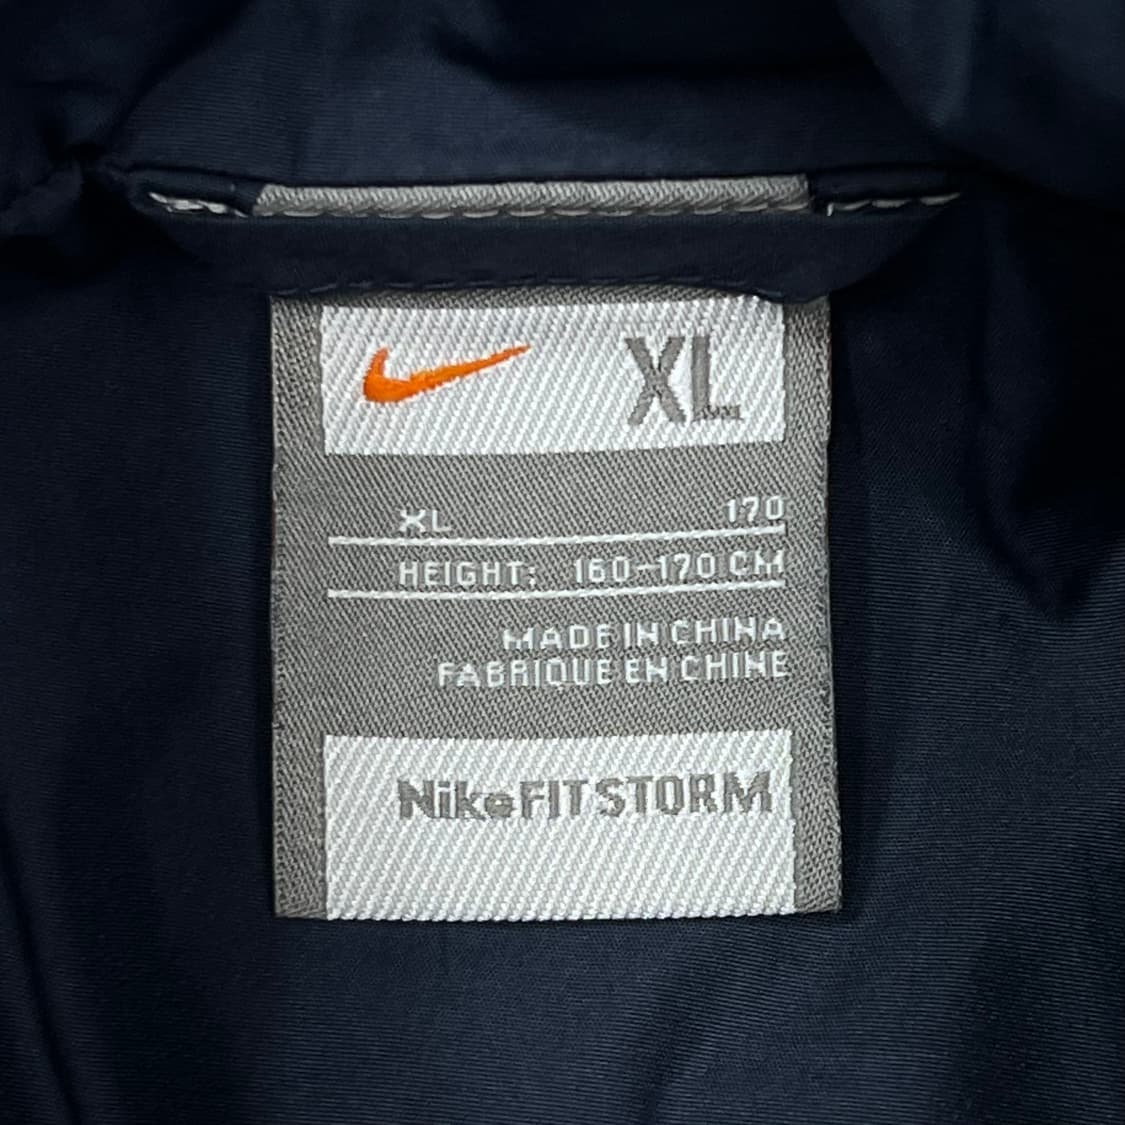 XL
XL 170
HEIGHT: 160-170 CM
MADE IN CHINA
FABRIQUE EN CHINE
NikeFIT STORM